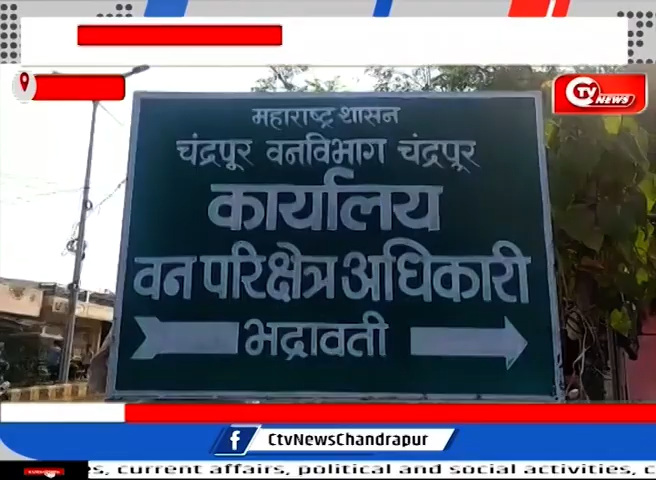 CTV NEWS
महाराष्ट्र शासन
चंद्रपूर वनविभाग चंद्रपूर
कार्यालय
वन परिक्षेत्र अधिकारी
भद्रावती
f CtvNewsChandrapur
s, current affairs, political and social activities, c